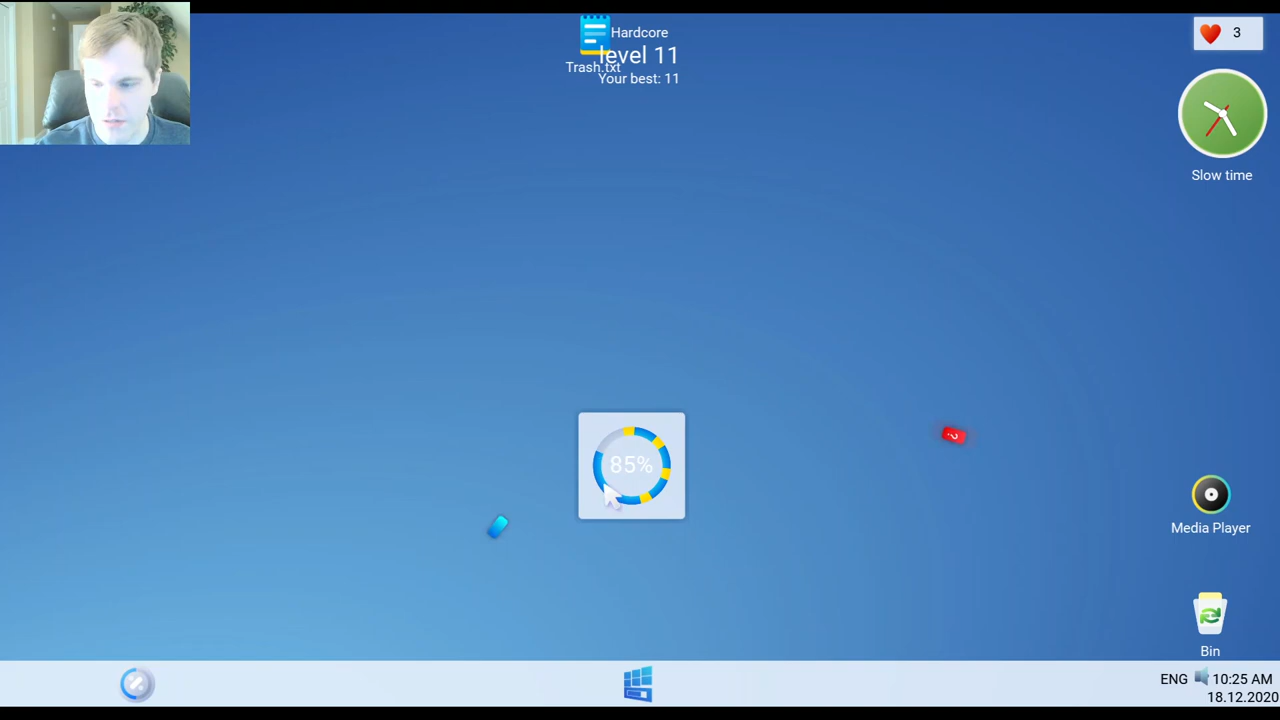 Hardcore
level 11
Trash.txt
Your best: 11
3
Slow time
85%
?
Media Player
Bin
ENG 10:25 AM
18.12.2020